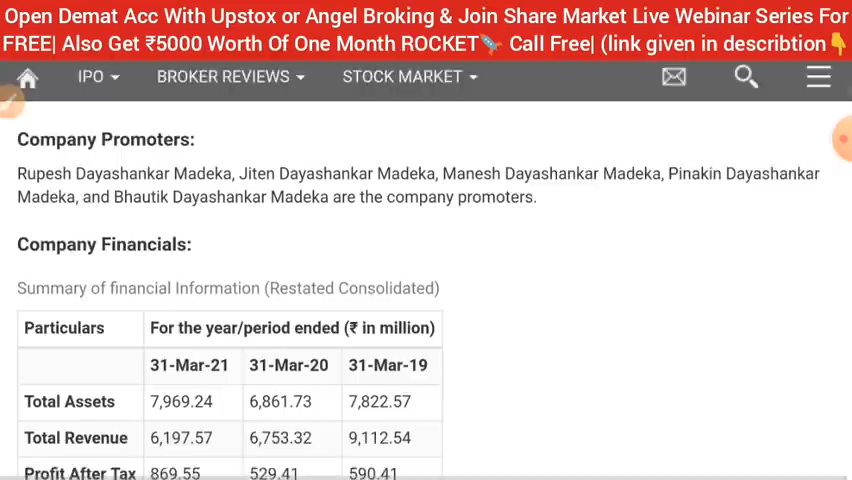 Open Demat Acc With Upstox or Angel Broking & Join Share Market Live Webinar Series For
FREE| Also Get ₹5000 Worth Of One Month ROCKET🚀 Call Free| (link given in describtion👇
IPO BROKER REVIEWS STOCK MARKET
Company Promoters:
Rupesh Dayashankar Madeka, Jiten Dayashankar Madeka, Manesh Dayashankar Madeka, Pinakin Dayashankar
Madeka, and Bhautik Dayashankar Madeka are the company promoters.
Company Financials:
Summary of financial Information (Restated Consolidated)
Particulars For the year/period ended (₹ in million)
31-Mar-21 31-Mar-20 31-Mar-19
Total Assets 7,969.24 6,861.73 7,822.57
Total Revenue 6,197.57 6,753.32 9,112.54
Profit After Tax 869.55 529.41 590.41